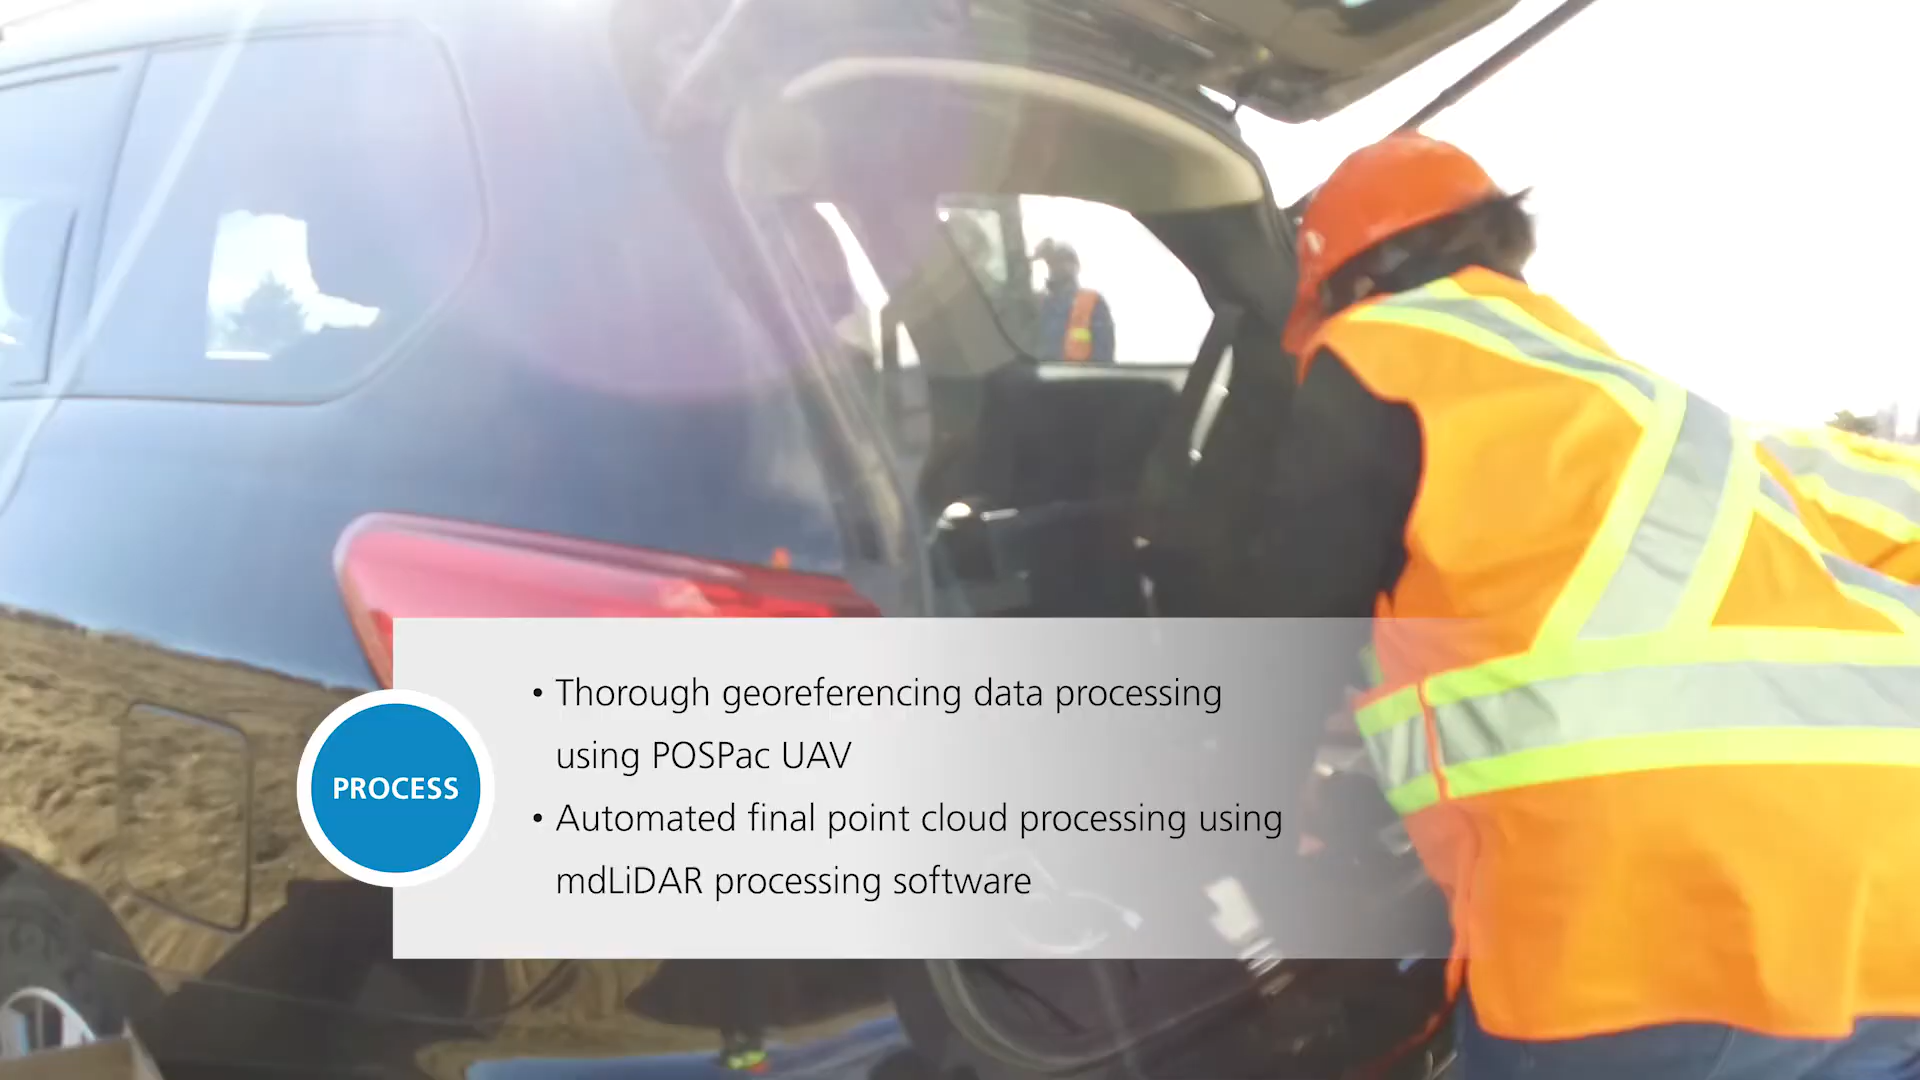 PROCESS
• Thorough georeferencing data processing
using POSPac UAV
• Automated final point cloud processing using
mdLiDAR processing software